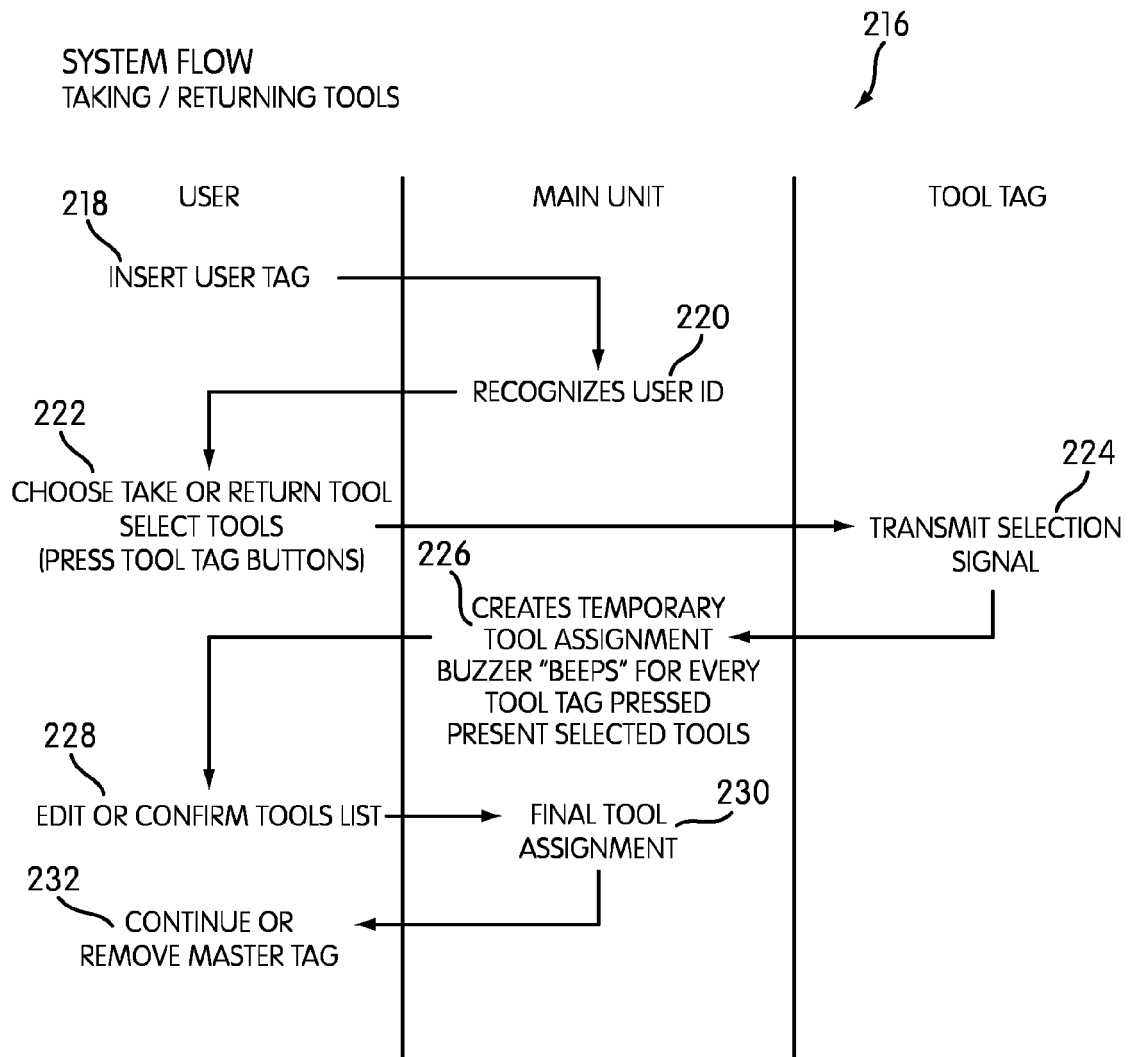 216
SYSTEM FLOW
TAKING / RETURNING TOOLS
USER
MAIN UNIT
TOOL TAG
218
INSERT USER TAG
220
RECOGNIZES USER ID
222
CHOOSE TAKE OR RETURN TOOL
SELECT TOOLS
(PRESS TOOL TAG BUTTONS)
224
TRANSMIT SELECTION
SIGNAL
226
CREATES TEMPORARY
TOOL ASSIGNMENT
BUZZER "BEEPS" FOR EVERY
TOOL TAG PRESSED
PRESENT SELECTED TOOLS
228
EDIT OR CONFIRM TOOLS LIST
230
FINAL TOOL
ASSIGNMENT
232
CONTINUE OR
REMOVE MASTER TAG